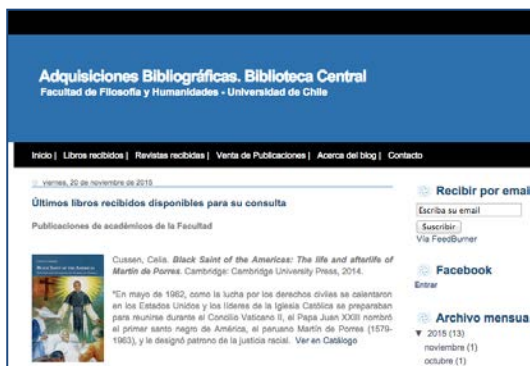 Adquisiciones Bibliográficas. Biblioteca Central
Facultad de Filosofía y Humanidades - Universidad de Chile
Inicio | Libros recibidos | Revistas recibidas | Venta de Publicaciones | Acerca del blog | Contacto
viernes, 20 de noviembre de 2015
Últimos libros recibidos disponibles para su consulta
Publicaciones de académicos de la Facultad
Cussen, Celia. Black Saint of the Americas: The life and afterlife of
Martín de Porres. Cambridge: Cambridge University Press, 2014.
"En mayo de 1962, como la lucha por los derechos civiles se calentaron
en los Estados Unidos y los líderes de la Iglesia Católica se preparaban
para reunirse durante el Concilio Vaticano II, el Papa Juan XXIII nombró
el primer santo negro de América, el peruano Martín de Porres (1579-
1963), y le designó patrono de la justicia racial. Ver en Catálogo
BLACK SAINT OF THE AMERICAS
Recibir por email
Escriba su email
Suscribir
Vía FeedBurner
Facebook
Entrar
Archivo mensua
▼ 2015 (13)
noviembre (1)
octubre (1)